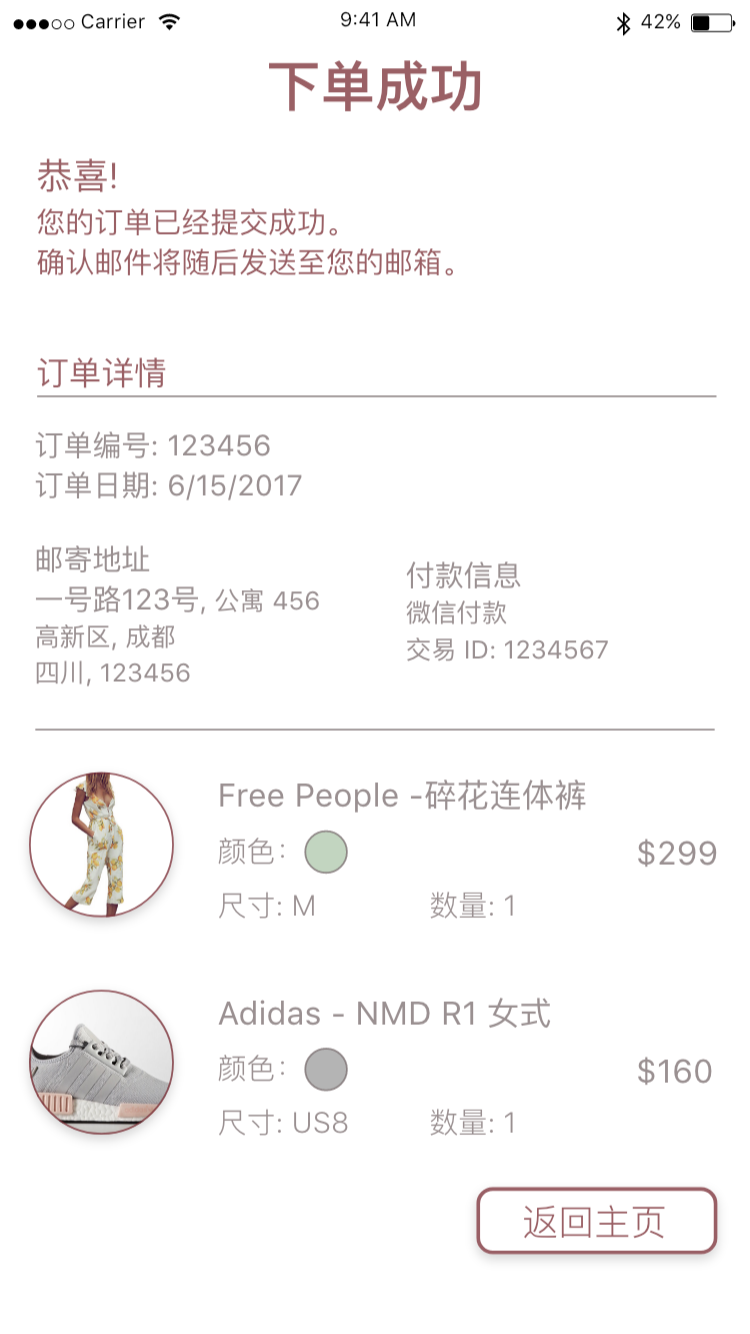 Carrier 9:41 AM 42%
下单成功
恭喜!
您的订单已经提交成功。
确认邮件将随后发送至您的邮箱。
订单详情
订单编号: 123456
订单日期: 6/15/2017
邮寄地址
一号路123号, 公寓 456
高新区, 成都
四川, 123456
付款信息
微信付款
交易 ID: 1234567
Free People -碎花连体裤
颜色:
$299
尺寸: M 数量: 1
Adidas - NMD R1 女式
颜色:
$160
尺寸: US8 数量: 1
返回主页